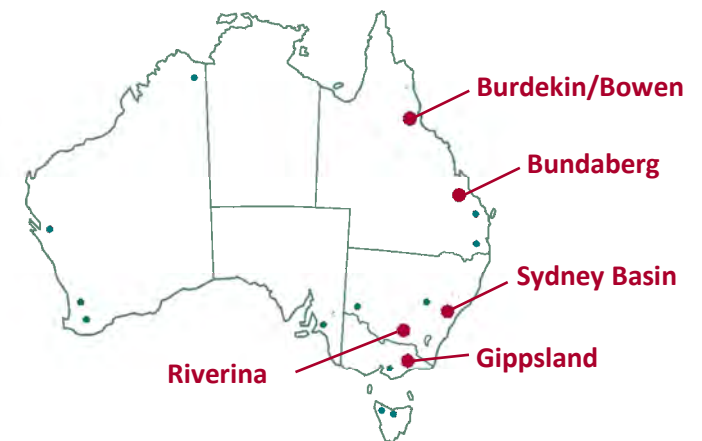 Burdekin/Bowen
Bundaberg
Sydney Basin
Gippsland
Riverina